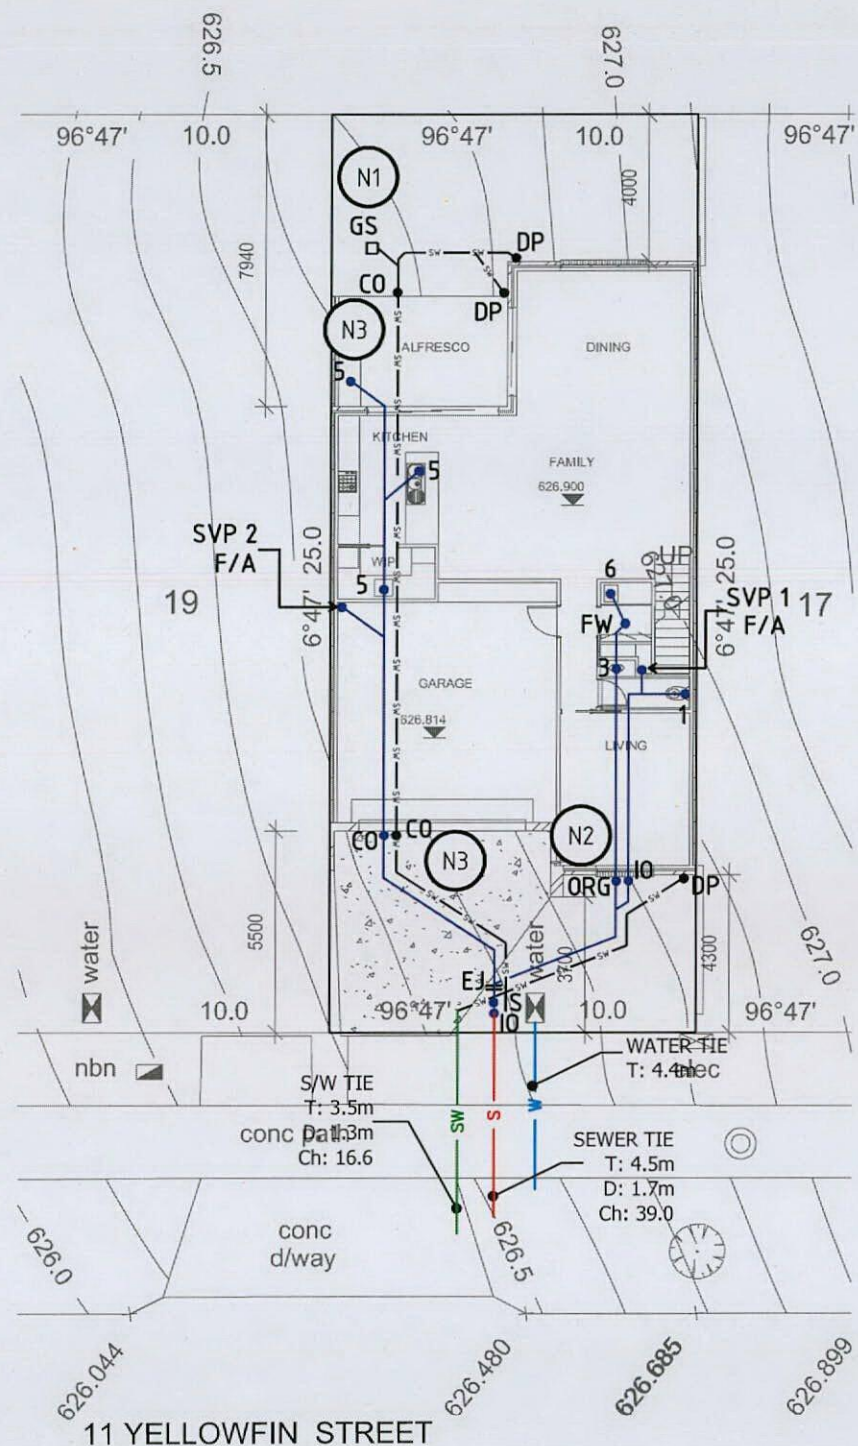 626.5
627.0
96°47'
10.0
96°47'
10.0
96°47'
N1
4000
GS
DP
7940
CO
DP
N3
ALFRESCO
DINING
5
KITCHEN
5
FAMILY
626.900
SVP 2
F/A
25.0
6°47'
WIP
5
19
UP
6
FW
3
25.0
6°47'
SVP 1
F/A
17
1
GARAGE
626.814
LIVING
CO
CO
N3
N2
ORG
IO
DP
5500
3700
4300
627.0
water
water
EJ
IS
IO
10.0
96°47'
10.0
96°47'
nbn
elec
WATER TIE
T: 4.4m
S/W TIE
T: 3.5m
D: 1.3m
Ch: 16.6
conc path
SW
S
W
SEWER TIE
T: 4.5m
D: 1.7m
Ch: 39.0
conc
d/way
626.0
626.5
626.044
626.480
626.685
626.899
11 YELLOWFIN STREET